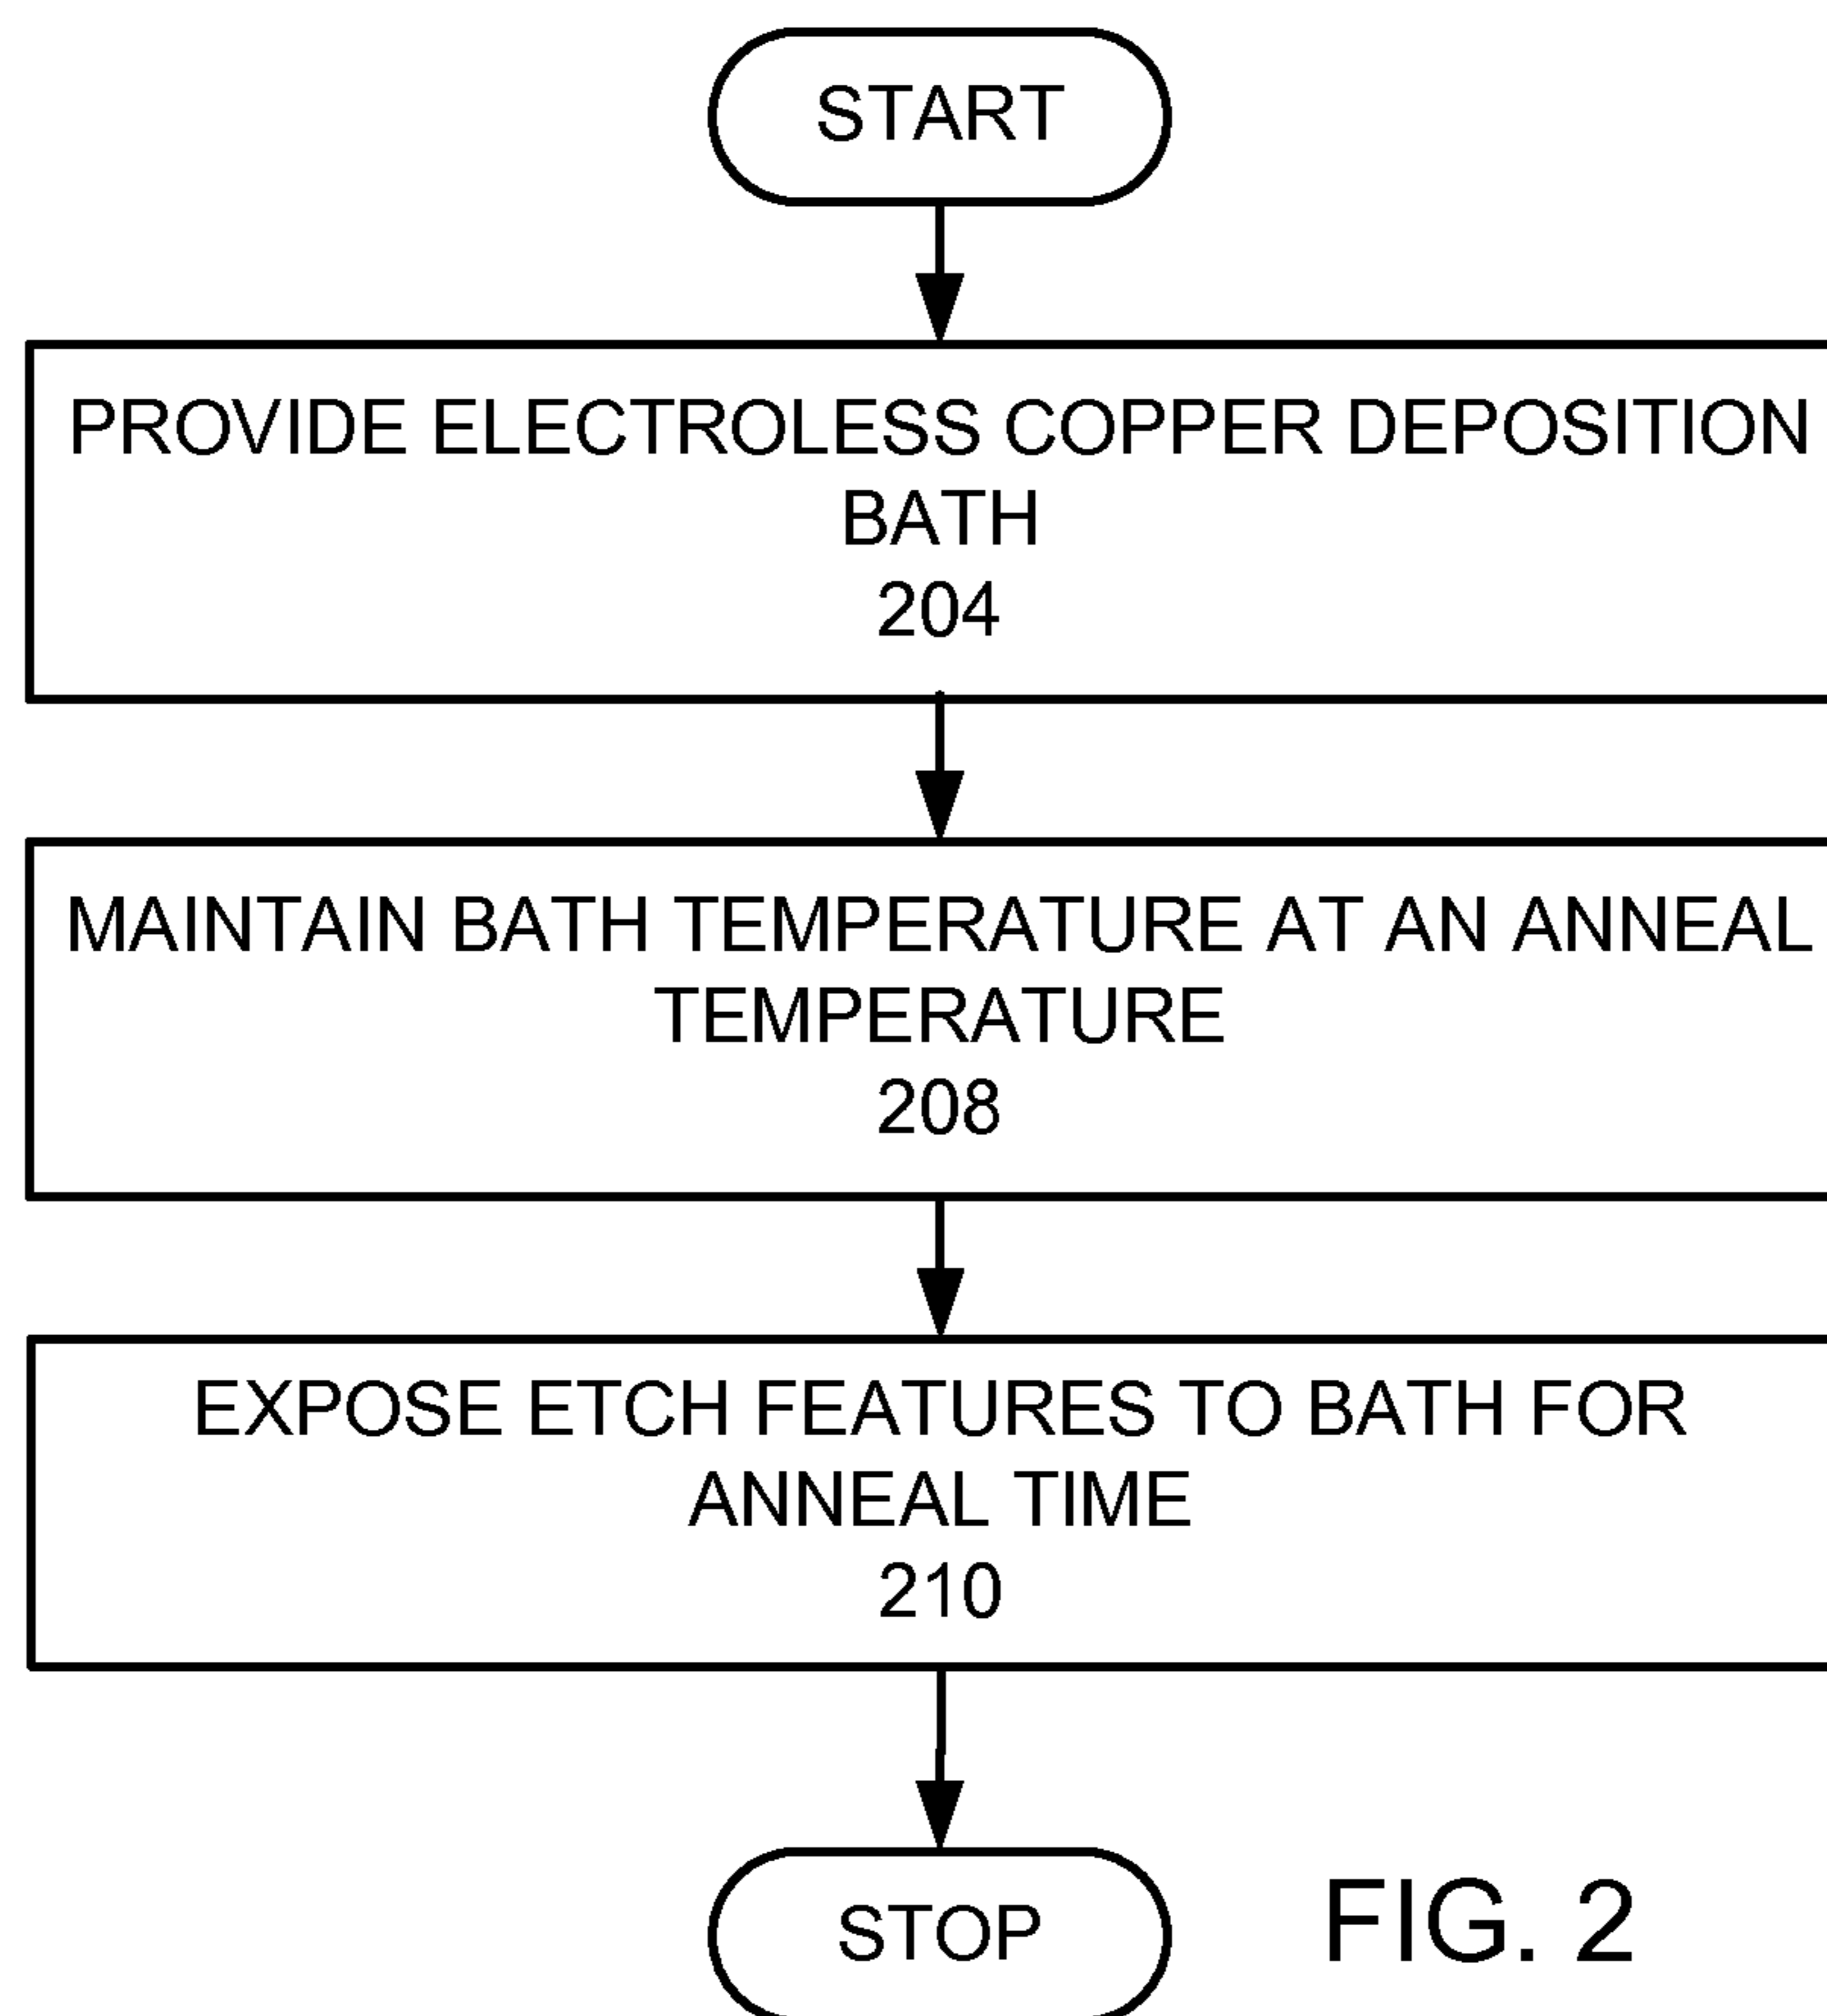 START
PROVIDE ELECTROLESS COPPER DEPOSITION
BATH
204
MAINTAIN BATH TEMPERATURE AT AN ANNEAL
TEMPERATURE
208
EXPOSE ETCH FEATURES TO BATH FOR
ANNEAL TIME
210
STOP
FIG. 2